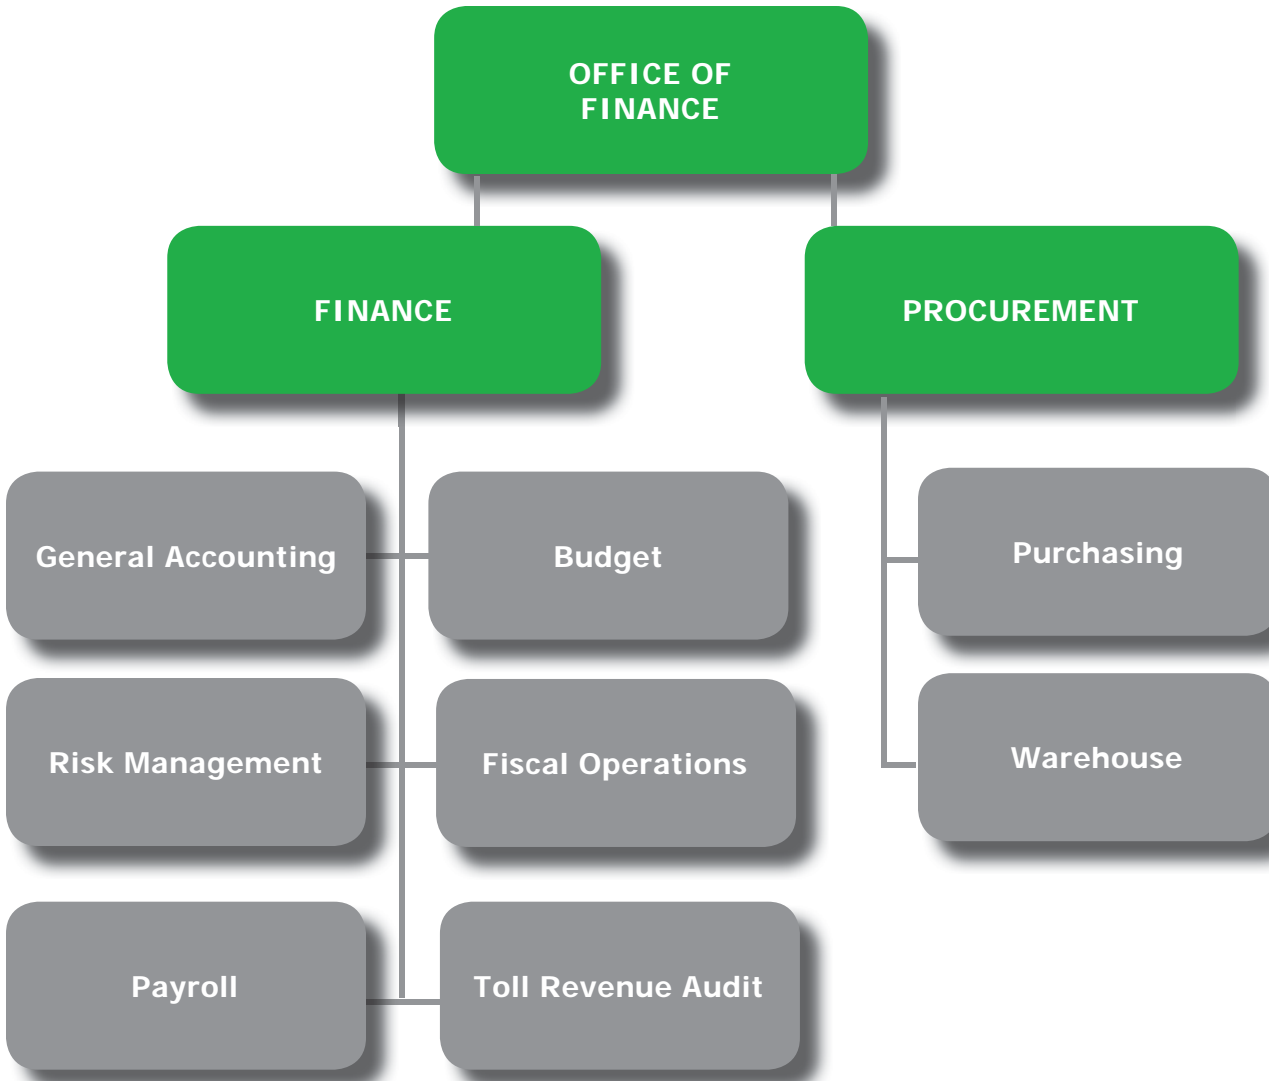 OFFICE OF
FINANCE
FINANCE
PROCUREMENT
General Accounting
Budget
Purchasing
Risk Management
Fiscal Operations
Warehouse
Payroll
Toll Revenue Audit